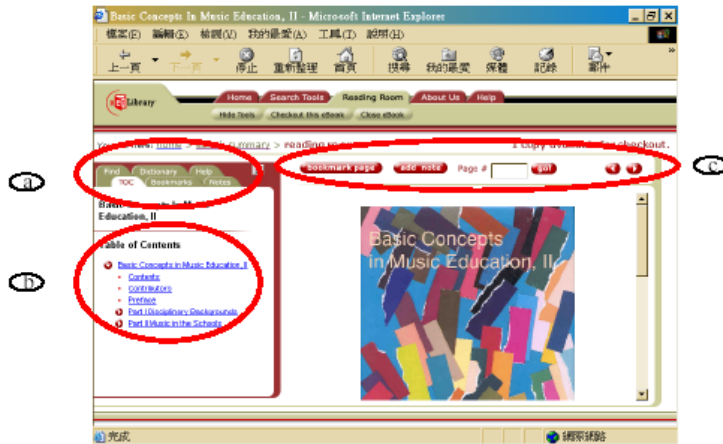 Basic Concepts In Music Education, II - Microsoft Internet Explorer
檔案(F) 編輯(E) 檢視(V) 我的最愛(A) 工具(T) 說明(H)
上一頁 下一頁 停止 重新整理 首頁 搜尋 我的最愛 媒體 記錄 郵件 »
Library
Home Search Tools Reading Room About Us Help
Hide Tools Checkout this eBook Close eBook
home > summary > reading
1 copy available for checkout.
a
Find Dictionary Help
TOC Bookmarks Notes
bookmark page add note Page # go!
c
Basic Concepts In Music
Education, II
Table of Contents
b
Basic Concepts in Music Education, II
Contents
Contributors
Preface
Part I Disciplinary Backgrounds
Part II Music in the Schools
Basic Concepts
in Music Education, II
完成
網際網路